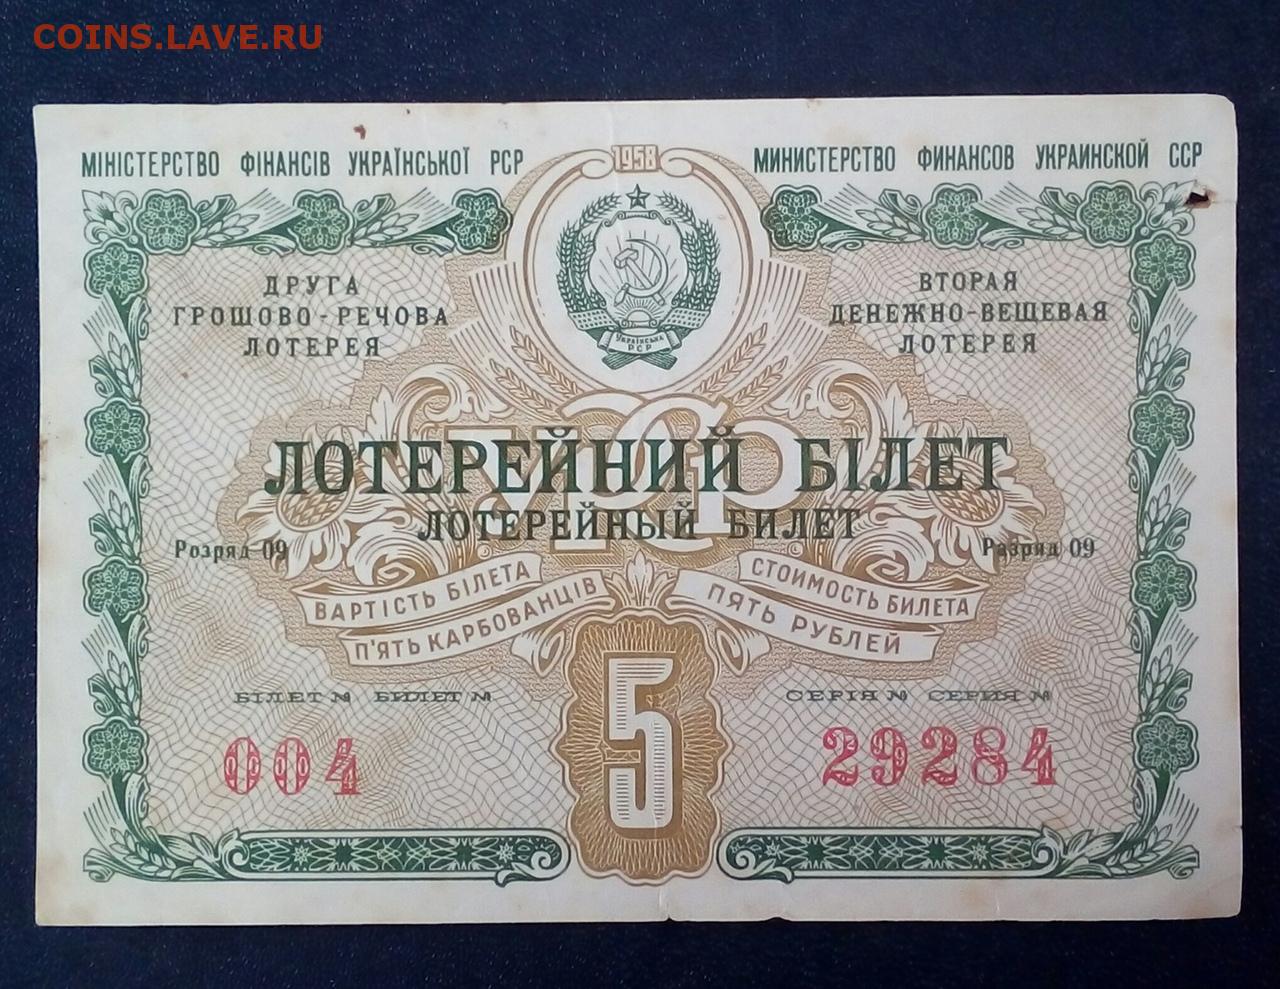 COINS.LAVE.RU
1958
МІНІСТЕРСТВО ФІНАНСІВ УКРАЇНСЬКОЇ РСР
МИНИСТЕРСТВО ФИНАНСОВ УКРАИНСКОЙ ССР
ДРУГА
ГРОШОВО-РЕЧОВА
ЛОТЕРЕЯ
ВТОРАЯ
ДЕНЕЖНО-ВЕЩЕВАЯ
ЛОТЕРЕЯ
УКРАЇНСЬКА
РСР
ЛОТЕРЕЙНИЙ БІЛЕТ
ЛОТЕРЕЙНЫЙ БИЛЕТ
Розряд 09
Разряд 09
ВАРТІСТЬ БІЛЕТА
П'ЯТЬ КАРБОВАНЦІВ
СТОИМОСТЬ БИЛЕТА
ПЯТЬ РУБЛЕЙ
БІЛЕТ № БИЛЕТ №
СЕРІЯ № СЕРИЯ №
004
5
29284